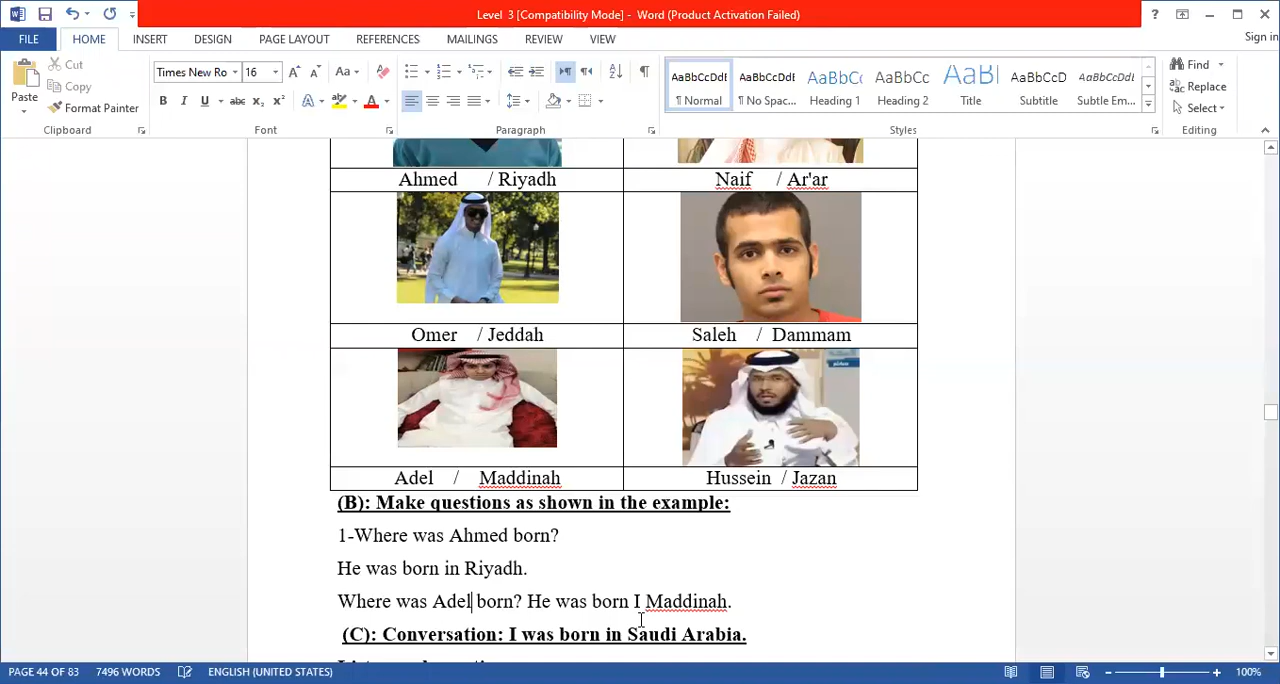 Level 3 [Compatibility Mode] - Word (Product Activation Failed)
FILE HOME INSERT DESIGN PAGE LAYOUT REFERENCES MAILINGS REVIEW VIEW Sign in
Paste
Cut
Copy
Format Painter
Clipboard
Times New Ro 16
Font
Paragraph
AaBbCcDdI AaBbCcDdI AaBbCc AaBbCcC AaBl AaBbCcD AaBbCcDdI
¶ Normal ¶ No Spac... Heading 1 Heading 2 Title Subtitle Subtle Em...
Styles
Find
Replace
Select
Editing
Ahmed / Riyadh
Naif / Ar'ar
Omer / Jeddah
Saleh / Dammam
Adel / Maddinah
Hussein / Jazan
(B): Make questions as shown in the example:
1-Where was Ahmed born?
He was born in Riyadh.
Where was Adel born? He was born I Maddinah.
(C): Conversation: I was born in Saudi Arabia.
PAGE 44 OF 83 7496 WORDS ENGLISH (UNITED STATES) 100%